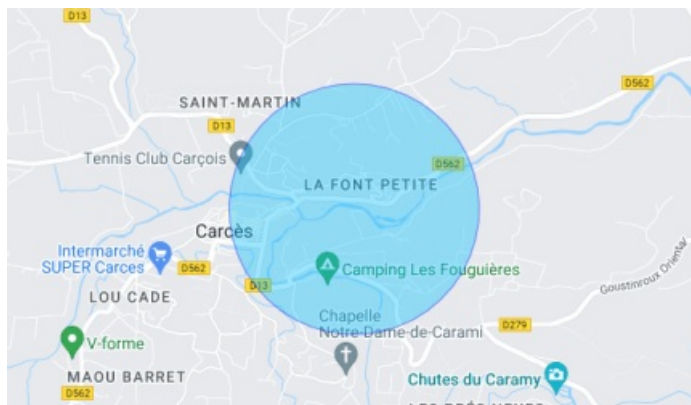 D13
D562
SAINT-MARTIN
D13
Tennis Club Carçois
D562
LA FONT PETITE
Carcès
Intermarché
SUPER Carces
D562
Camping Les Fouguières
Goustinroux Oriental
D13
LOU CADE
Chapelle
Notre-Dame-de-Carami
D279
V-forme
MAOU BARRET
Chutes du Caramy
D562